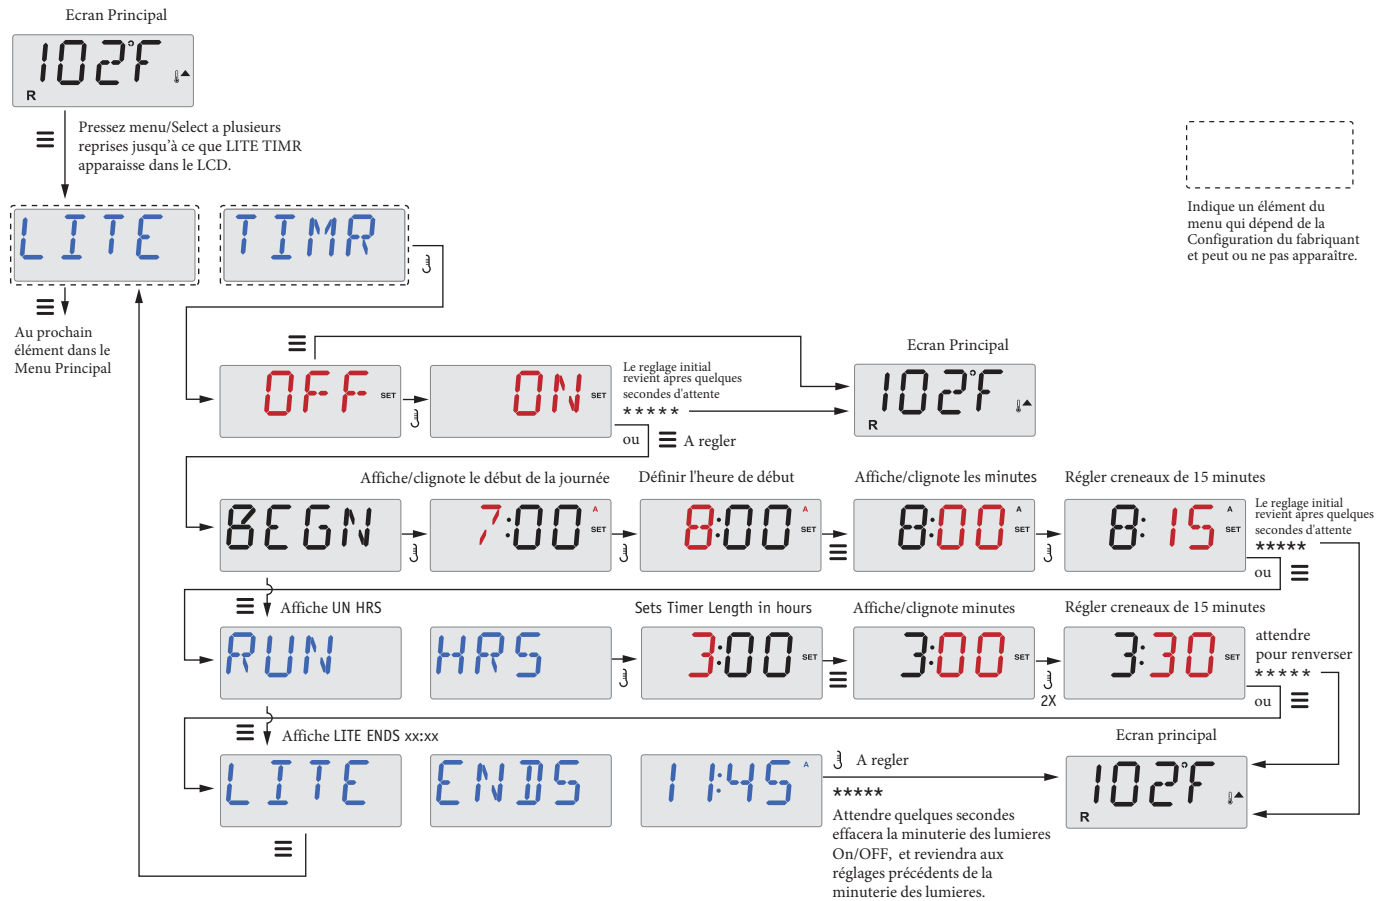 Ecran Principal
102°F
R
Pressez menu/Select a plusieurs
reprises jusqu'à ce que LITE TIMR
apparaisse dans le LCD.
Indique un élément du
menu qui dépend de la
Configuration du fabriquant
et peut ou ne pas apparaître.
LITE
TIMR
Au prochain
élément dans le
Menu Principal
OFF SET
ON SET
Le reglage initial
revient apres quelques
secondes d'attente
*****
ou
A regler
Ecran Principal
102°F
R
Affiche/clignote le début de la journée
Définir l'heure de début
Affiche/clignote les minutes
Régler creneaux de 15 minutes
BEGN
7:00 A SET
8:00 A SET
8:00 A SET
8:15 A SET
Le reglage initial
revient apres quelques
secondes d'attente
*****
ou
Affiche UN HRS
Sets Timer Length in hours
Affiche/clignote minutes
Régler creneaux de 15 minutes
RUN
HRS
3:00 SET
3:00 SET
2X
3:30 SET
attendre
pour renverser
*****
ou
Affiche LITE ENDS xx:xx
LITE
ENDS
11:45 A
A regler
*****
Attendre quelques secondes
effacera la minuterie des lumieres
On/OFF, et reviendra aux
réglages précédents de la
minuterie des lumieres.
Ecran principal
102°F
R